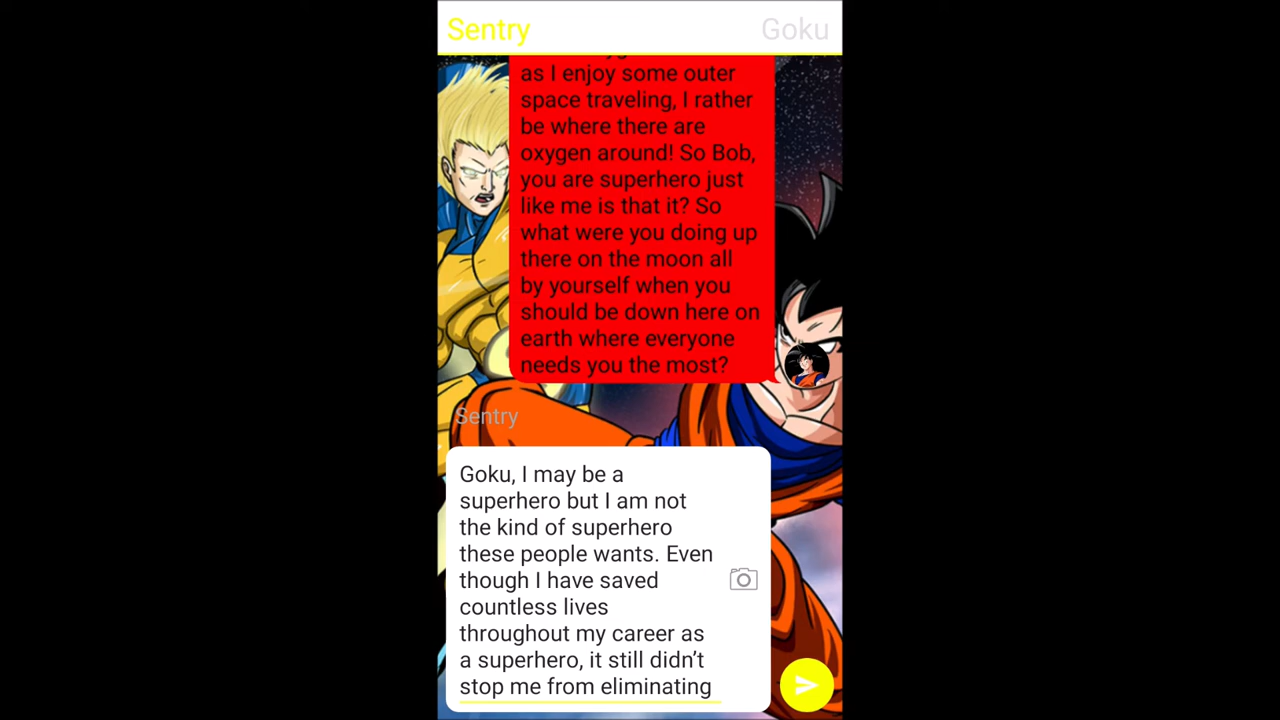 Sentry
Goku
as I enjoy some outer
space traveling, I rather
be where there are
oxygen around! So Bob,
you are superhero just
like me is that it? So
what were you doing up
there on the moon all
by yourself when you
should be down here on
earth where everyone
needs you the most?
Sentry
Goku, I may be a
superhero but I am not
the kind of superhero
these people wants. Even
though I have saved
countless lives
throughout my career as
a superhero, it still didn’t
stop me from eliminating